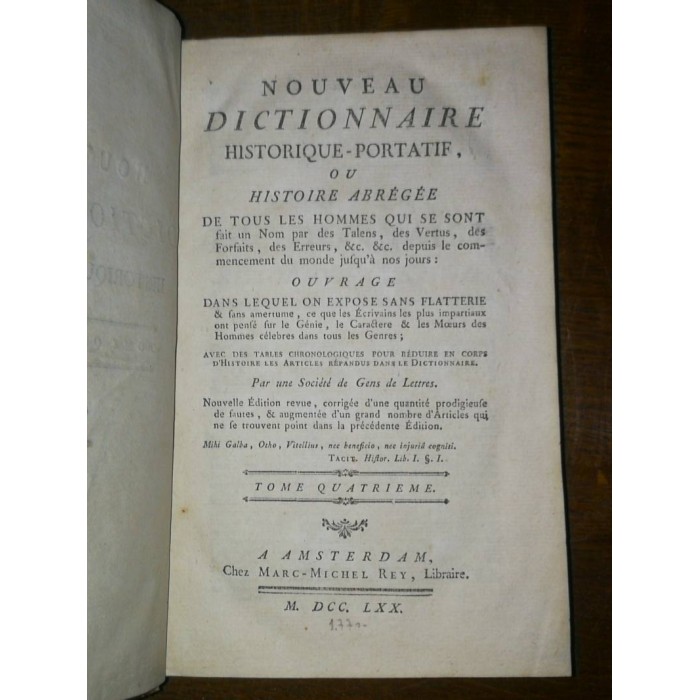 NOUVEAU
DICTIONNAIRE
HISTORIQUE-PORTATIF,
OU
HISTOIRE ABRÉGÉE
DE TOUS LES HOMMES QUI SE SONT
fait un Nom par des Talens, des Vertus, des
Forfaits, des Erreurs, &c. &c. depuis le com-
mencement du monde juſqu'à nos jours:
OUVRAGE
DANS LEQUEL ON EXPOSE SANS FLATTERIE
& ſans amertume, ce que les Écrivains les plus impartiaux
ont penſé ſur le Génie, le Caractere & les Mœurs des
Hommes célebres dans tous les Genres;
AVEC DES TABLES CHRONOLOGIQUES POUR RÉDUIRE EN CORPS
D'HISTOIRE LES ARTICLES RÉPANDUS DANS LE DICTIONNAIRE.
Par une Société de Gens de Lettres.
Nouvelle Édition revue, corrigée d'une quantité prodigieuſe
de fautes, & augmentée d'un grand nombre d'Articles qui
ne ſe trouvent point dans la précédente Édition.
Mihi Galba, Otho, Vitellius, nec beneficio, nec injuriâ cogniti.
TACIT. Hiſtor. Lib. I. §. I.
TOME QUATRIEME.
A AMSTERDAM,
Chez MARC-MICHEL REY, Libraire.
M. DCC. LXX.
1770